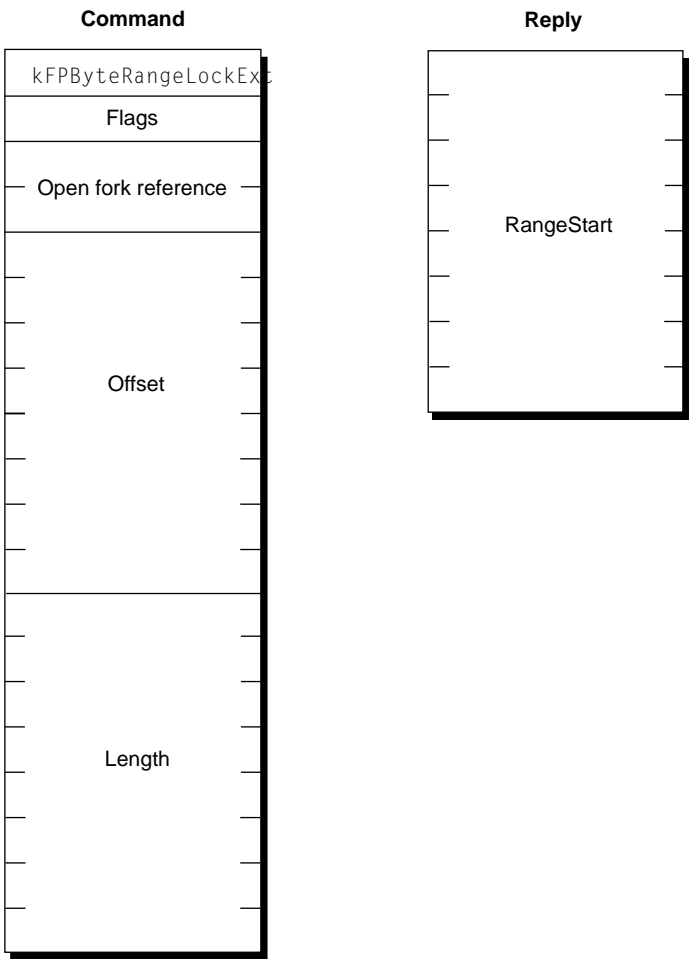 Command
kFPByteRangeLockExt
Flags
Open fork reference
Offset
Length
Reply
RangeStart